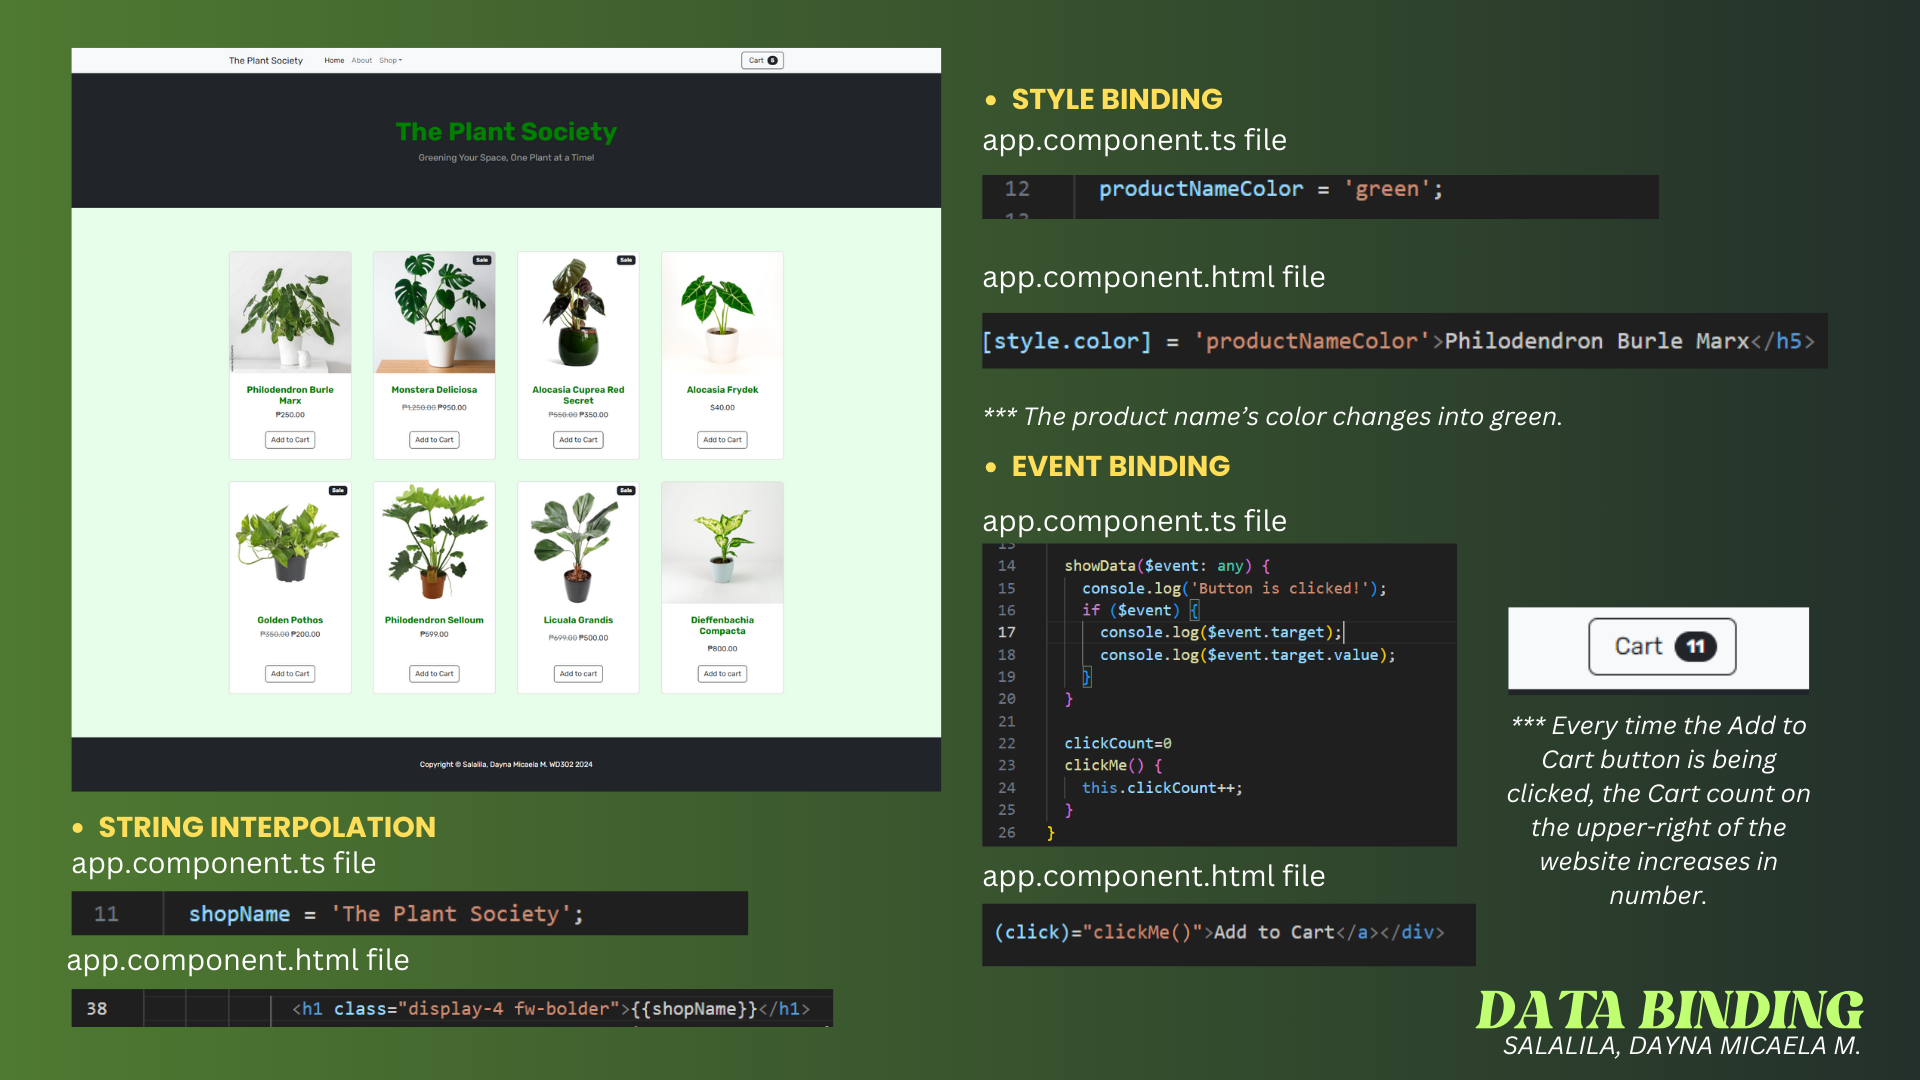 The Plant Society Home About Shop Cart 5
The Plant Society
Greening Your Space, One Plant at a Time!
Sale
Sale
Philodendron Burle
Marx
₱250.00
Add to Cart
Monstera Deliciosa
₱1,250.00 ₱950.00
Add to Cart
Alocasia Cuprea Red
Secret
₱550.00 ₱350.00
Add to Cart
Alocasia Frydek
$40.00
Add to Cart
Sale
Sale
Golden Pothos
₱350.00 ₱200.00
Add to Cart
Philodendron Selloum
₱599.00
Add to Cart
Licuala Grandis
₱699.00 ₱500.00
Add to cart
Dieffenbachia
Compacta
₱800.00
Add to cart
Copyright © Salalila, Dayna Micaela M. WD302 2024
• STRING INTERPOLATION
app.component.ts file
11 shopName = 'The Plant Society';
app.component.html file
38 <h1 class="display-4 fw-bolder">{{shopName}}</h1>
• STYLE BINDING
app.component.ts file
12 productNameColor = 'green';
app.component.html file
[style.color] = 'productNameColor'>Philodendron Burle Marx</h5>
*** The product name’s color changes into green.
• EVENT BINDING
app.component.ts file
14 showData($event: any) {
15 console.log('Button is clicked!');
16 if ($event) {
17 console.log($event.target);
18 console.log($event.target.value);
19 }
20 }
21
22 clickCount=0
23 clickMe() {
24 this.clickCount++;
25 }
26 }
app.component.html file
(click)="clickMe()">Add to Cart</a></div>
Cart 11
*** Every time the Add to
Cart button is being
clicked, the Cart count on
the upper-right of the
website increases in
number.
DATA BINDING
SALALILA, DAYNA MICAELA M.